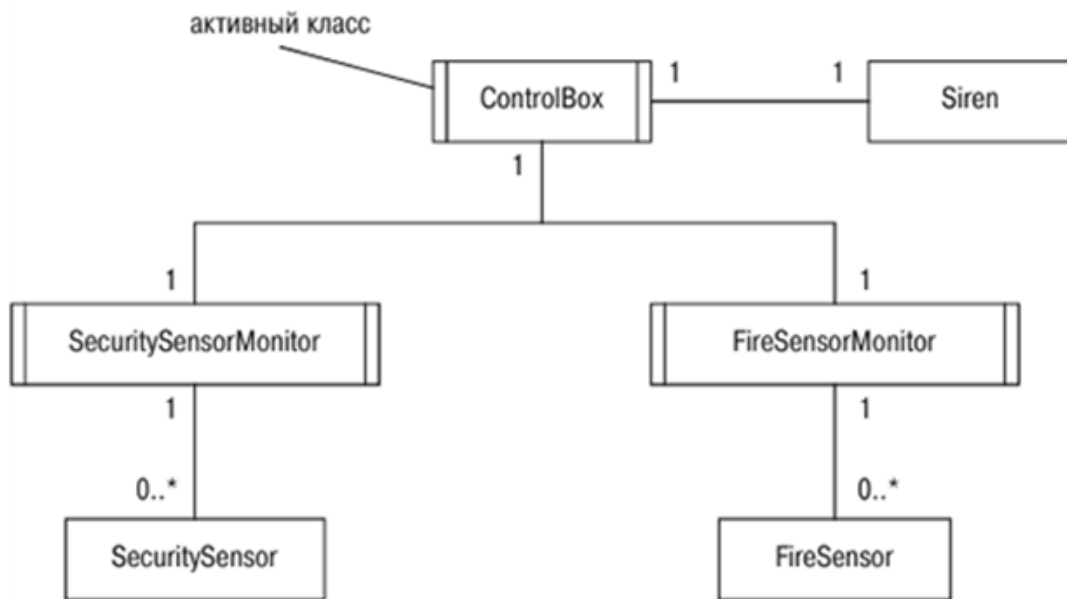 активный класс
ControlBox
1
1
Siren
1
1
1
SecuritySensorMonitor
FireSensorMonitor
1
1
0..*
0..*
SecuritySensor
FireSensor